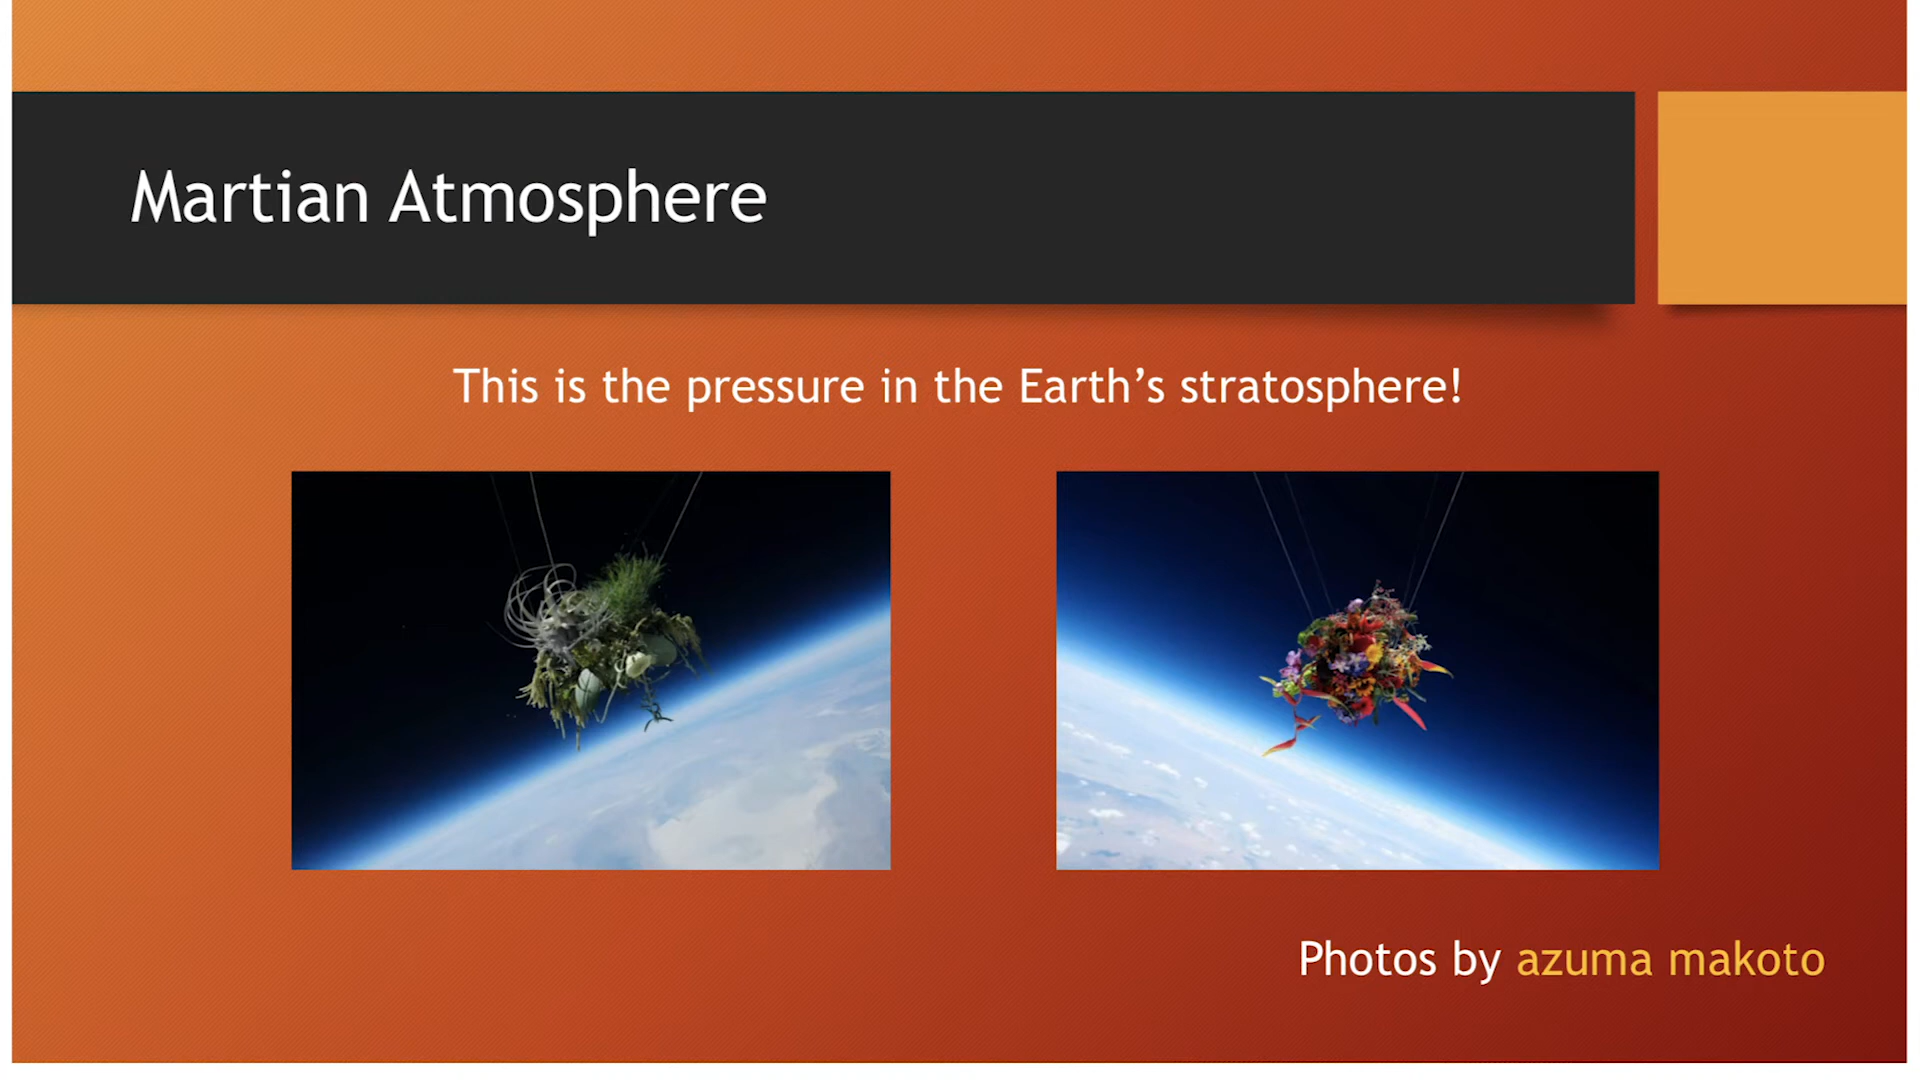 Martian Atmosphere
This is the pressure in the Earth’s stratosphere!
Photos by azuma makoto